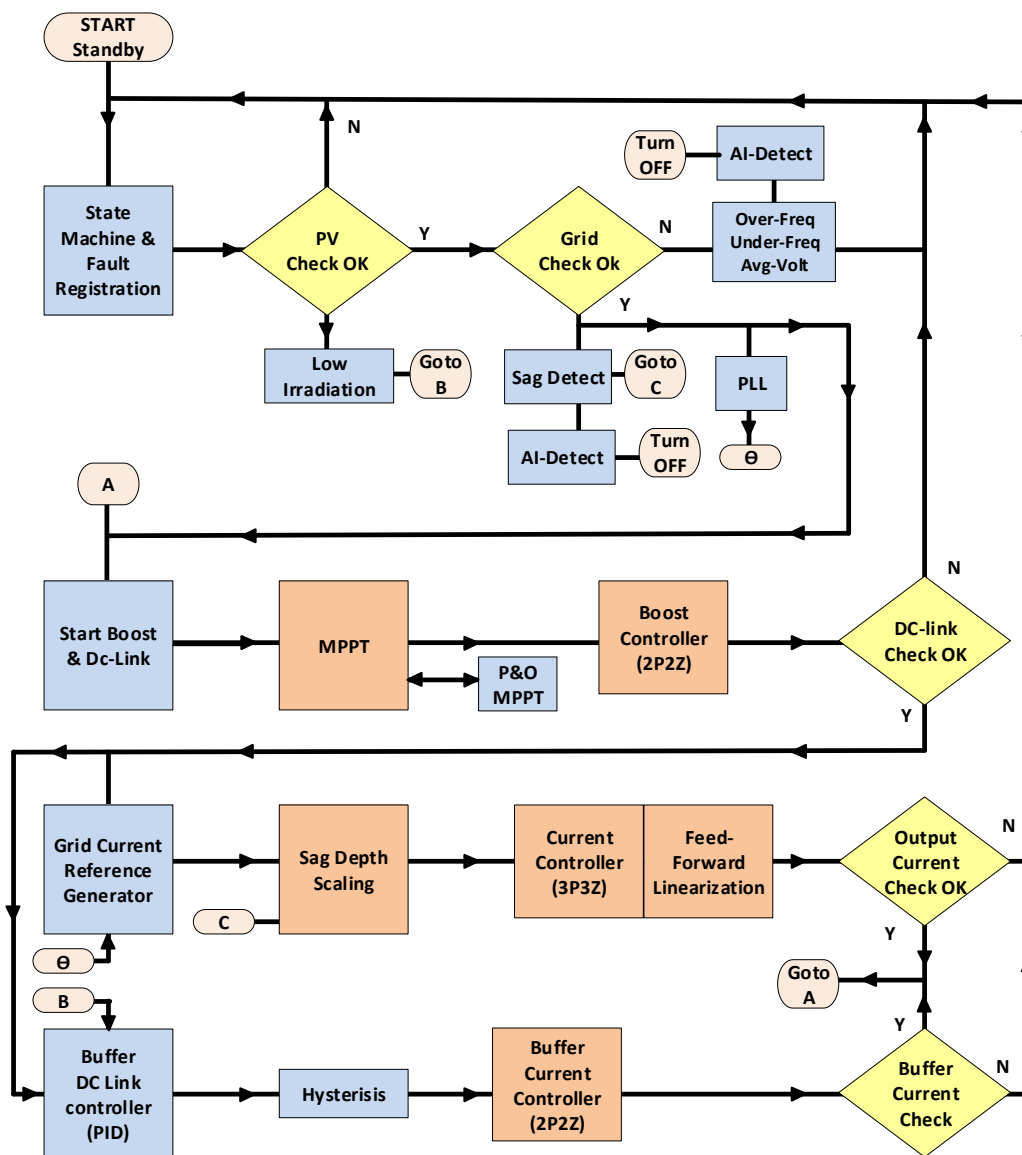 START
Standby
N
Turn
OFF
AI-Detect
State
Machine &
Fault
Registration
PV
Check OK
Y
Grid
Check Ok
N
Over-Freq
Under-Freq
Avg-Volt
Y
Low
Irradiation
Goto
B
Sag Detect
Goto
C
PLL
AI-Detect
Turn
OFF
Θ
A
N
Start Boost
& Dc-Link
MPPT
P&O
MPPT
Boost
Controller
(2P2Z)
DC-link
Check OK
Y
Grid Current
Reference
Generator
Sag Depth
Scaling
Current
Controller
(3P3Z)
Feed-
Forward
Linearization
Output
Current
Check OK
N
C
Y
Θ
B
Goto
A
Y
Buffer
DC Link
controller
(PID)
Hysterisis
Buffer
Current
Controller
(2P2Z)
Buffer
Current
Check
N